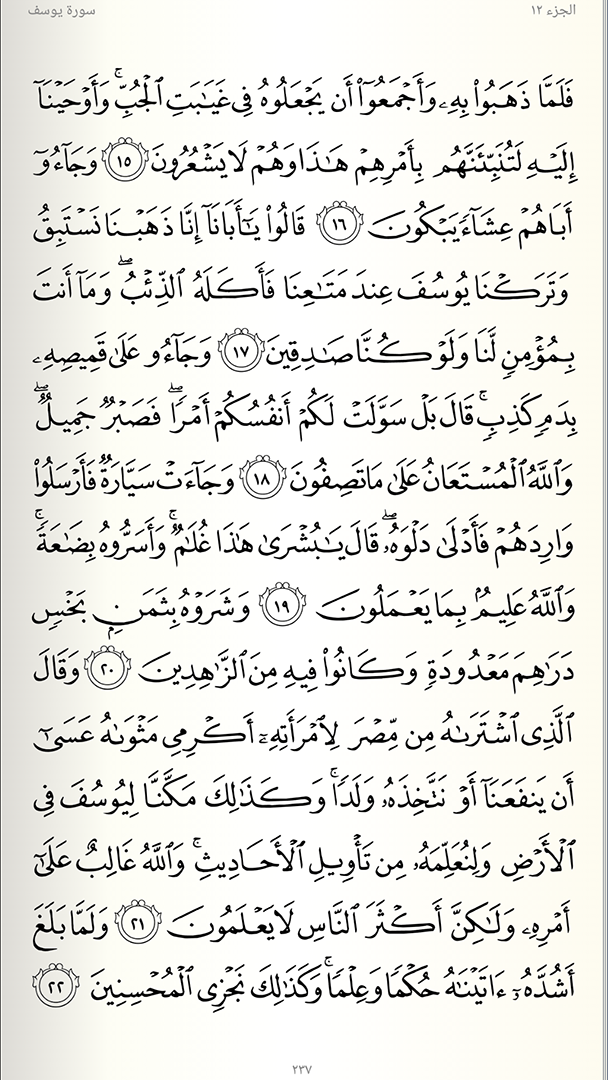 سورة يوسف الجزء ١٢
فَلَمَّا ذَهَبُوا۟ بِهِۦ وَأَجْمَعُوٓا۟ أَن يَجْعَلُوهُ فِى غَيَـٰبَتِ ٱلْجُبِّ ۚ وَأَوْحَيْنَآ
إِلَيْهِ لَتُنَبِّئَنَّهُم بِأَمْرِهِمْ هَـٰذَا وَهُمْ لَا يَشْعُرُونَ ١٥ وَجَآءُوٓ
أَبَاهُمْ عِشَآءً يَبْكُونَ ١٦ قَالُوا۟ يَـٰٓأَبَانَآ إِنَّا ذَهَبْنَا نَسْتَبِقُ
وَتَرَكْنَا يُوسُفَ عِندَ مَتَـٰعِنَا فَأَكَلَهُ ٱلذِّئْبُ ۖ وَمَآ أَنتَ
بِمُؤْمِنٍ لَّنَا وَلَوْ كُنَّا صَـٰدِقِينَ ١٧ وَجَآءُو عَلَىٰ قَمِيصِهِۦ
بِدَمٍ كَذِبٍ ۚ قَالَ بَلْ سَوَّلَتْ لَكُمْ أَنفُسُكُمْ أَمْرًا ۖ فَصَبْرٌ جَمِيلٌ ۖ
وَٱللَّهُ ٱلْمُسْتَعَانُ عَلَىٰ مَا تَصِفُونَ ١٨ وَجَآءَتْ سَيَّارَةٌ فَأَرْسَلُوا۟
وَارِدَهُمْ فَأَدْلَىٰ دَلْوَهُۥ ۖ قَالَ يَـٰبُشْرَىٰ هَـٰذَا غُلَـٰمٌ ۚ وَأَسَرُّوهُ بِضَـٰعَةً ۚ
وَٱللَّهُ عَلِيمٌۢ بِمَا يَعْمَلُونَ ١٩ وَشَرَوْهُ بِثَمَنٍۭ بَخْسٍ
دَرَٰهِمَ مَعْدُودَةٍ وَكَانُوا۟ فِيهِ مِنَ ٱلزَّٰهِدِينَ ٢٠ وَقَالَ
ٱلَّذِى ٱشْتَرَىٰهُ مِن مِّصْرَ لِٱمْرَأَتِهِۦٓ أَكْرِمِى مَثْوَىٰهُ عَسَىٰٓ
أَن يَنفَعَنَآ أَوْ نَتَّخِذَهُۥ وَلَدًا ۚ وَكَذَٰلِكَ مَكَّنَّا لِيُوسُفَ فِى
ٱلْأَرْضِ وَلِنُعَلِّمَهُۥ مِن تَأْوِيلِ ٱلْأَحَادِيثِ ۚ وَٱللَّهُ غَالِبٌ عَلَىٰٓ
أَمْرِهِۦ وَلَـٰكِنَّ أَكْثَرَ ٱلنَّاسِ لَا يَعْلَمُونَ ٢١ وَلَمَّا بَلَغَ
أَشُدَّهُۥٓ ءَاتَيْنَـٰهُ حُكْمًا وَعِلْمًا ۚ وَكَذَٰلِكَ نَجْزِى ٱلْمُحْسِنِينَ ٢٢
٢٣٧